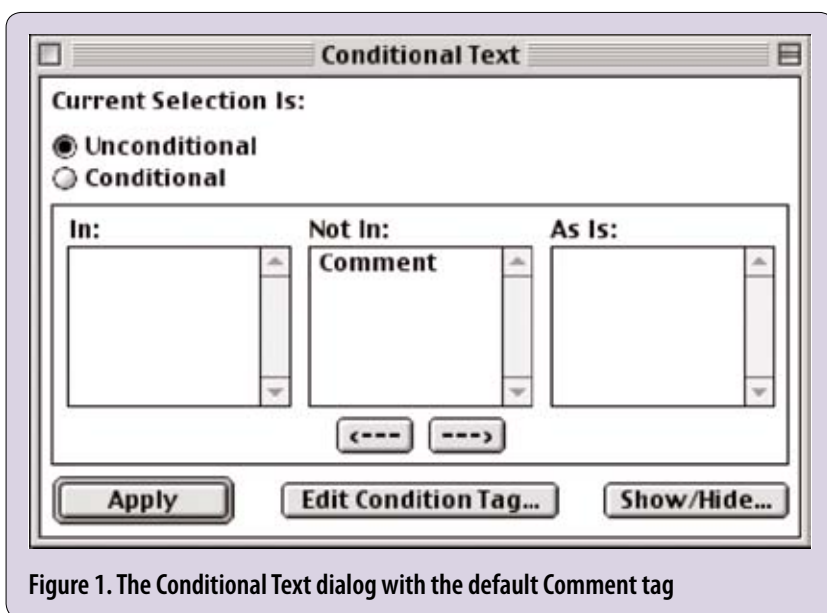 Conditional Text
Current Selection Is:
Unconditional
Conditional
In: Not In: As Is:
Comment
<--- --->
Apply Edit Condition Tag... Show/Hide...
Figure 1. The Conditional Text dialog with the default Comment tag